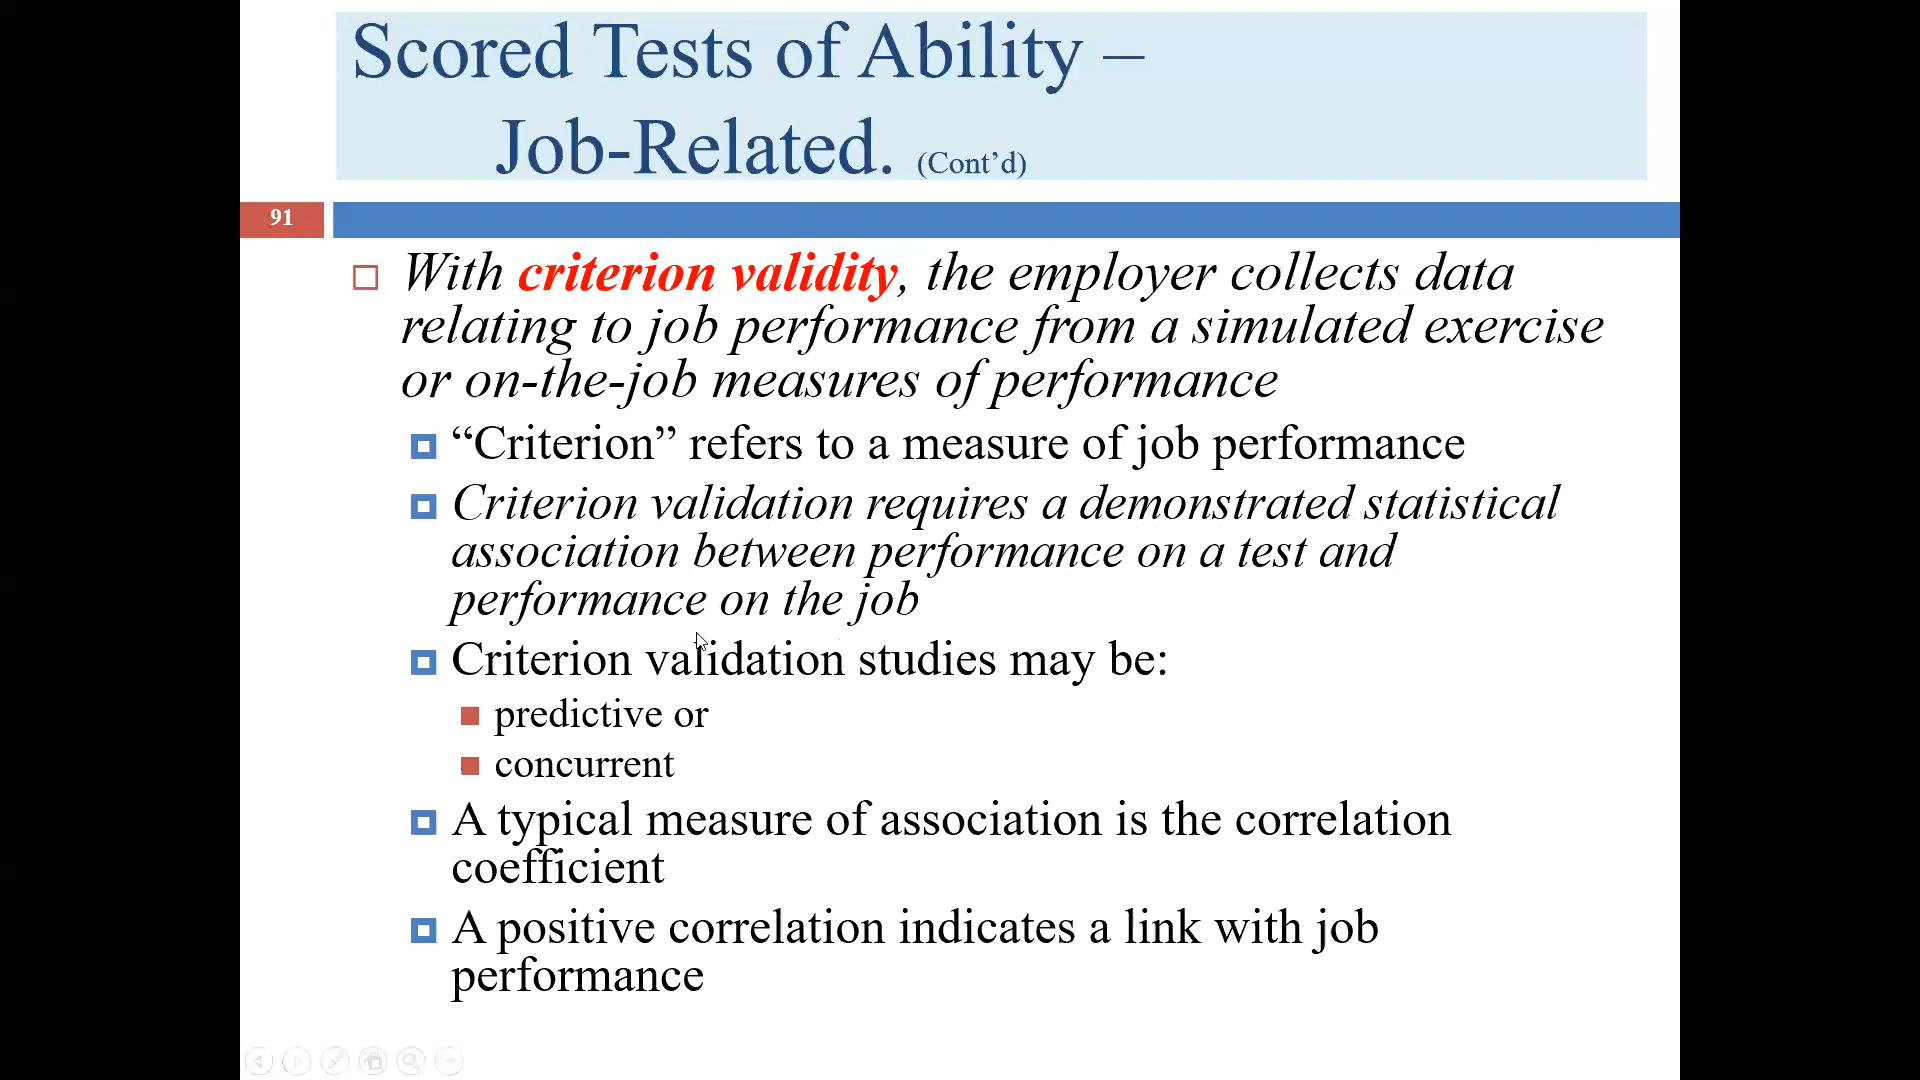 Scored Tests of Ability –
Job-Related. (Cont’d)
91
With criterion validity, the employer collects data
relating to job performance from a simulated exercise
or on-the-job measures of performance
“Criterion” refers to a measure of job performance
Criterion validation requires a demonstrated statistical
association between performance on a test and
performance on the job
Criterion validation studies may be:
predictive or
concurrent
A typical measure of association is the correlation
coefficient
A positive correlation indicates a link with job
performance